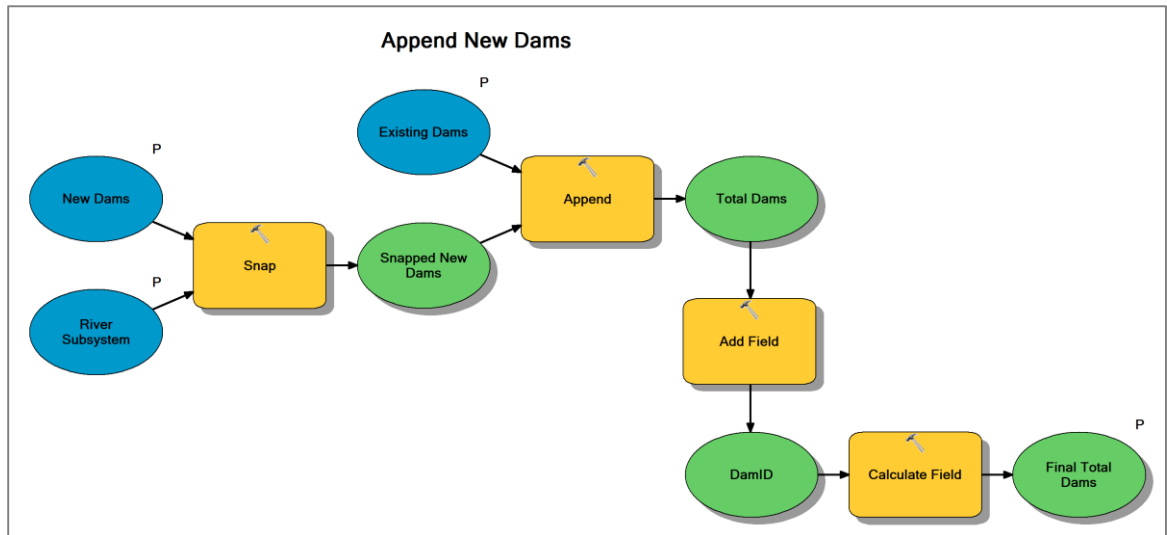 Append New Dams
P
Existing Dams
P
New Dams
Append
Total Dams
Snap
Snapped New
Dams
P
River
Subsystem
Add Field
P
DamID
Calculate Field
Final Total
Dams